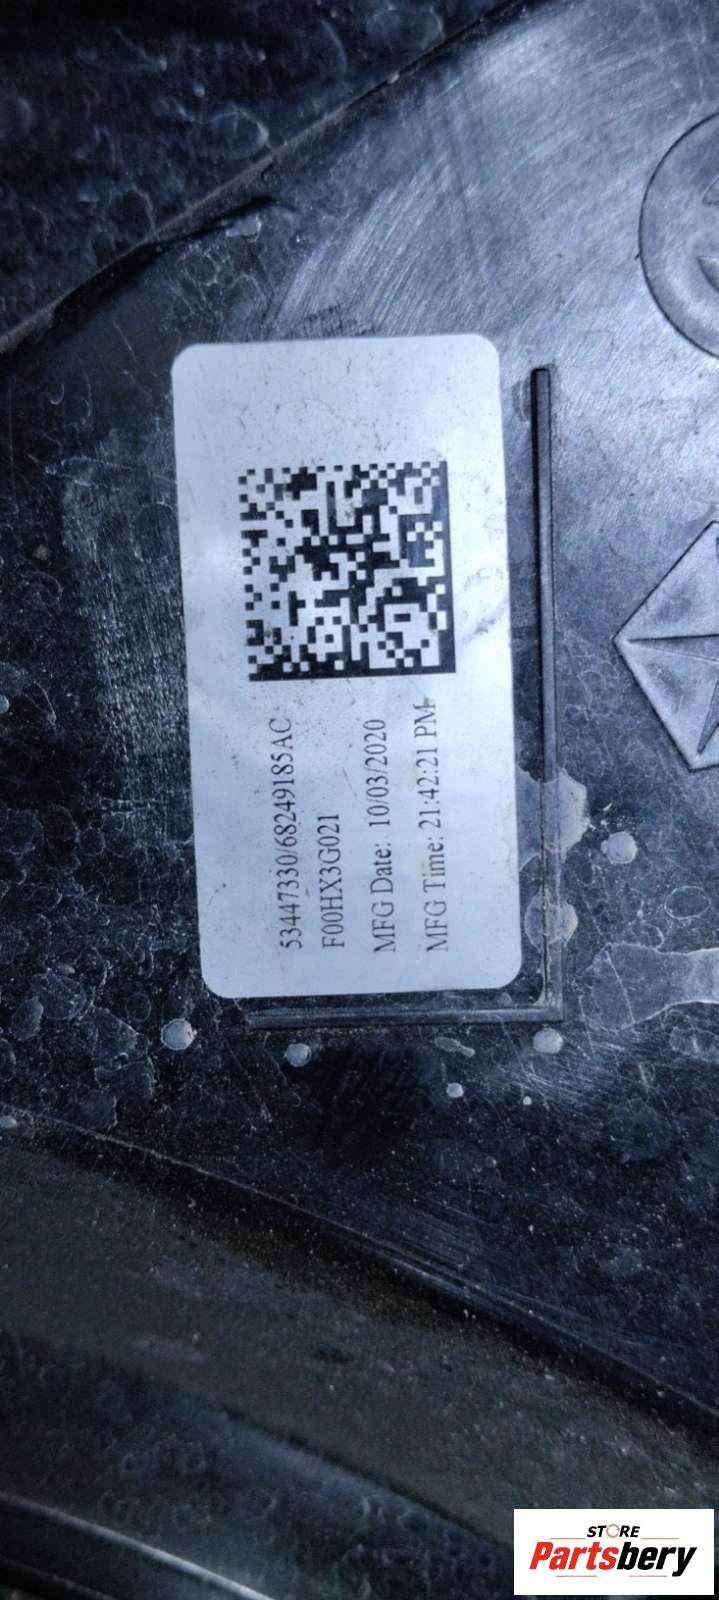 53447330/68249185AC
F00HX3G021
MFG Date: 10/03/2020
MFG Time: 21:42:21 PM
STORE
Partsbery